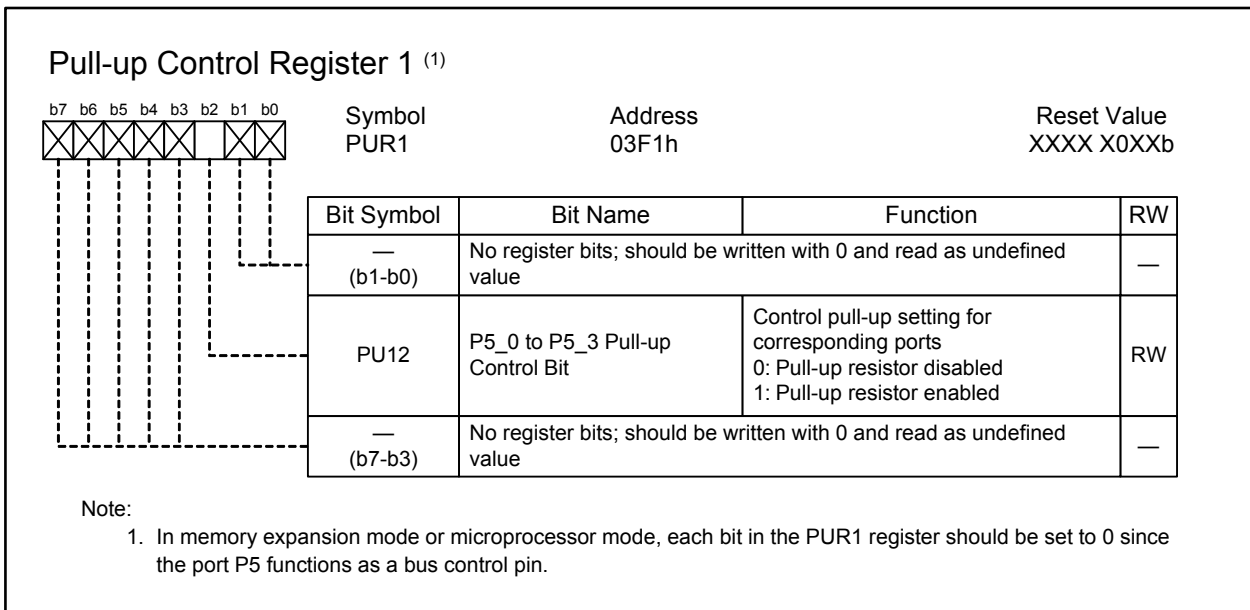 Pull-up Control Register 1 (1)
b7 b6 b5 b4 b3 b2 b1 b0
Symbol Address Reset Value
PUR1 03F1h XXXX X0XXb
Bit Symbol Bit Name Function RW
—
(b1-b0)
No register bits; should be written with 0 and read as undefined
value
—
PU12
P5_0 to P5_3 Pull-up
Control Bit
Control pull-up setting for
corresponding ports
0: Pull-up resistor disabled
1: Pull-up resistor enabled
RW
—
(b7-b3)
No register bits; should be written with 0 and read as undefined
value
—
Note:
1. In memory expansion mode or microprocessor mode, each bit in the PUR1 register should be set to 0 since
the port P5 functions as a bus control pin.